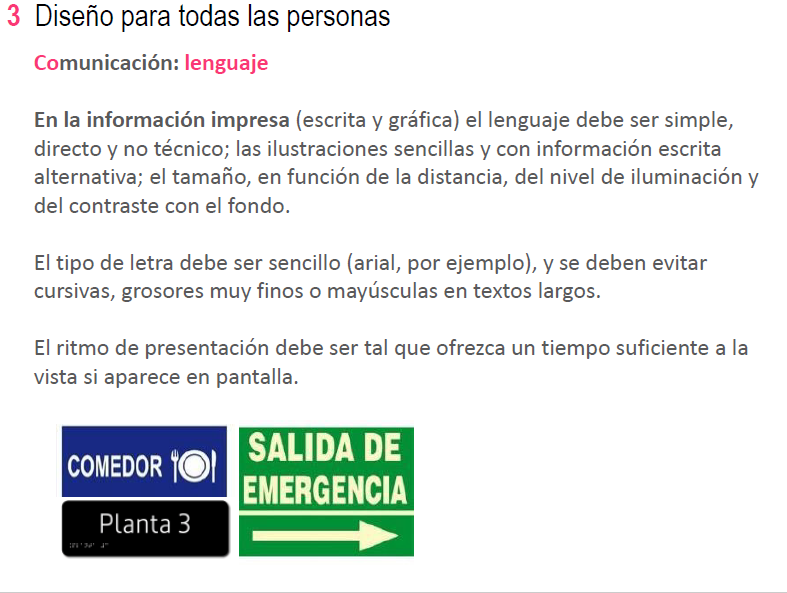 3 Diseño para todas las personas
Comunicación: lenguaje
En la información impresa (escrita y gráfica) el lenguaje debe ser simple,
directo y no técnico; las ilustraciones sencillas y con información escrita
alternativa; el tamaño, en función de la distancia, del nivel de iluminación y
del contraste con el fondo.
El tipo de letra debe ser sencillo (arial, por ejemplo), y se deben evitar
cursivas, grosores muy finos o mayúsculas en textos largos.
El ritmo de presentación debe ser tal que ofrezca un tiempo suficiente a la
vista si aparece en pantalla.
COMEDOR
Planta 3
SALIDA DE
EMERGENCIA